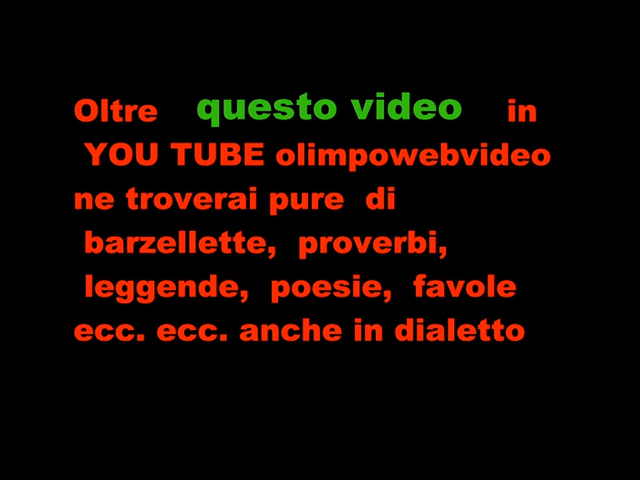 Oltre questo video in
YOU TUBE olimpowebvideo
ne troverai pure di
barzellette, proverbi,
leggende, poesie, favole
ecc. ecc. anche in dialetto